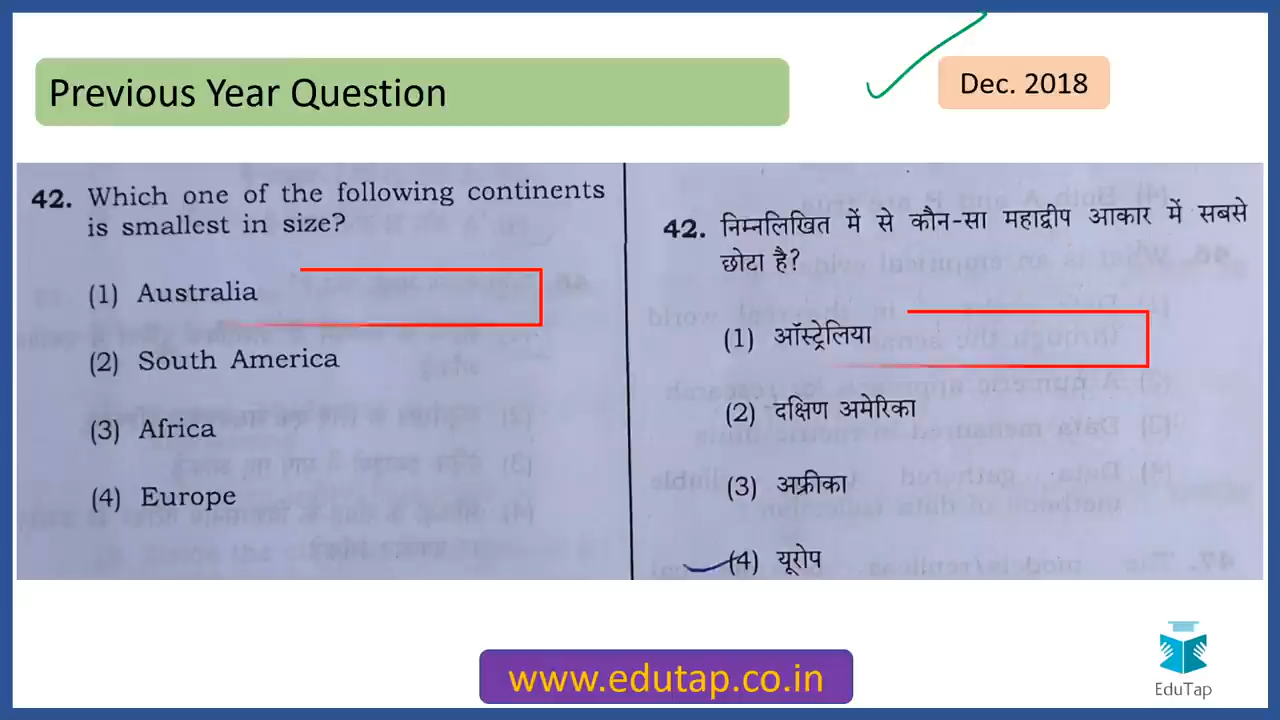 Previous Year Question
Dec. 2018
42. Which one of the following continents
is smallest in size?
(1) Australia
(2) South America
(3) Africa
(4) Europe
42. निम्नलिखित में से कौन-सा महाद्वीप आकार में सबसे
छोटा है?
(1) ऑस्ट्रेलिया
(2) दक्षिण अमेरिका
(3) अफ्रीका
(4) यूरोप
www.edutap.co.in
EduTap